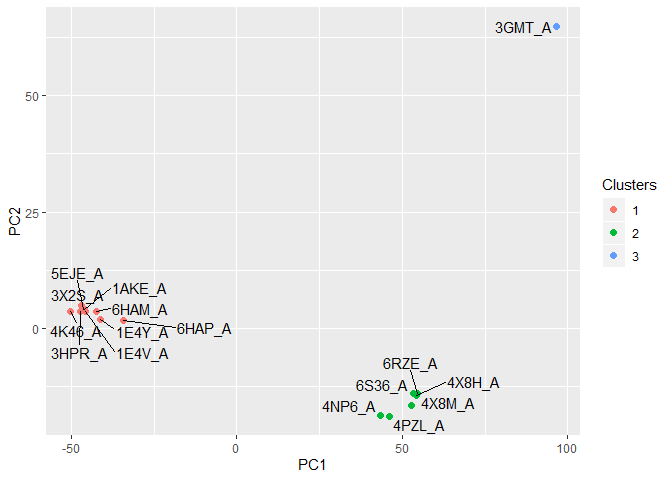 3GMT_A
50
Clusters
1
2
3
25
PC2
5EJE_A
1AKE_A
3X2S_A
6HAM_A
4K46_A
1E4Y_A
6HAP_A
0
3HPR_A
1E4V_A
6RZE_A
6S36_A
4X8H_A
4NP6_A
4X8M_A
4PZL_A
-50
0
50
100
PC1